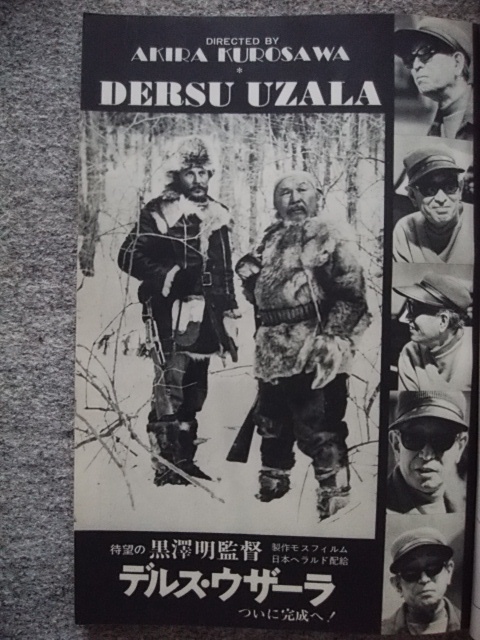 DIRECTED BY
AKIRA KUROSAWA
*
DERSU UZALA
待望の 黒澤明監督 製作モスフィルム
日本ヘラルド配給
デルス・ウザーラ
ついに完成へ!